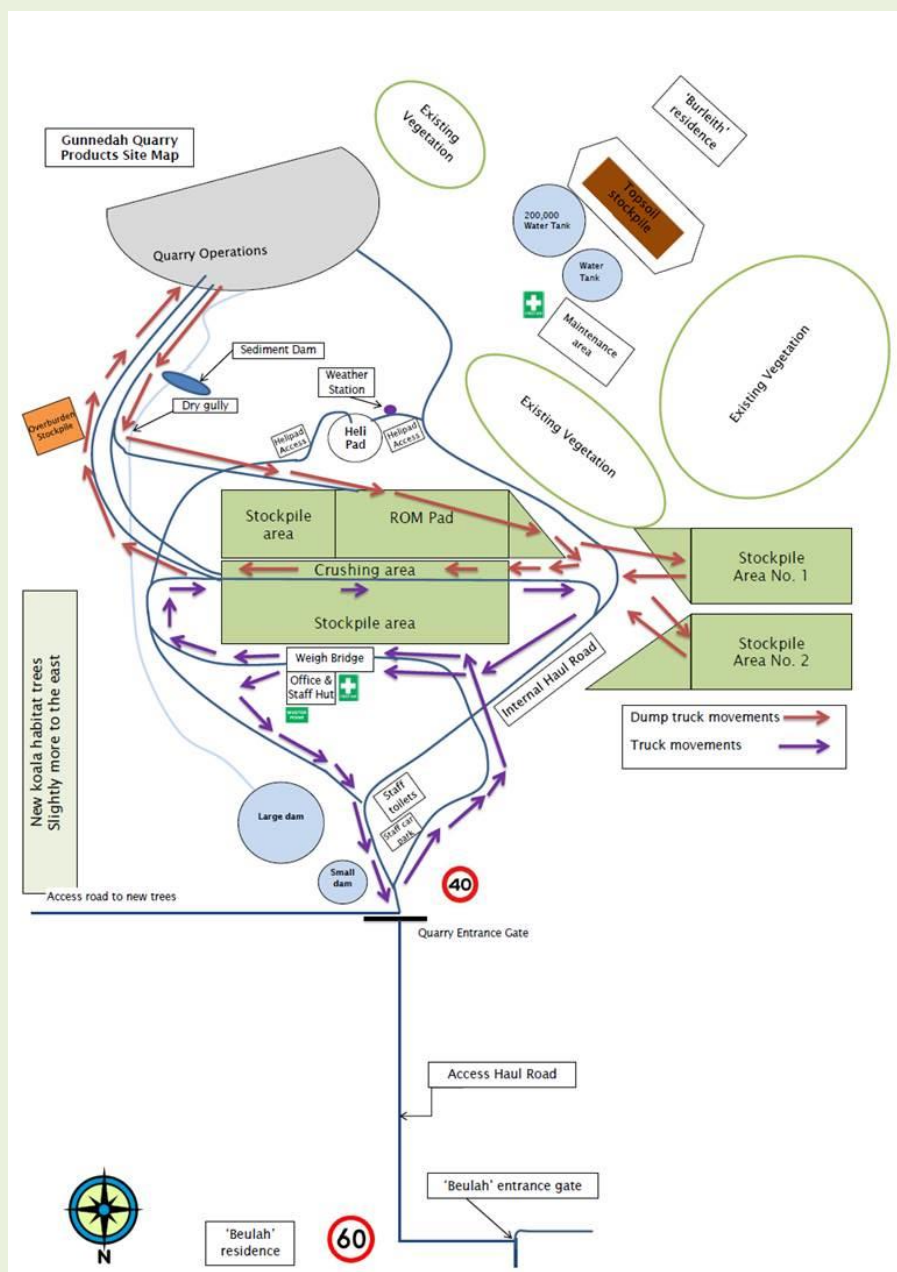 Existing
Vegetation
'Burleith'
residence
Gunnedah Quarry
Products Site Map
Topsoil
stockpile
200,000
Water Tank
Quarry Operations
Water
Tank
Maintenance
area
Existing Vegetation
Sediment Dam
Weather
Station
Dry gully
Overburden
Stockpile
Helipad
Access
Heli
Pad
Helipad
Access
Existing Vegetation
Stockpile
area
ROM Pad
Crushing area
Stockpile area
Stockpile
Area No. 1
Stockpile
Area No. 2
Weigh Bridge
Office &
Staff Hut
Internal Haul Road
Dump truck movements
Truck movements
New koala habitat trees
Slightly more to the east
Staff
toilets
Staff car
park
Large dam
Small
dam
40
Access road to new trees
Quarry Entrance Gate
Access Haul Road
'Beulah' entrance gate
'Beulah'
residence
60
N